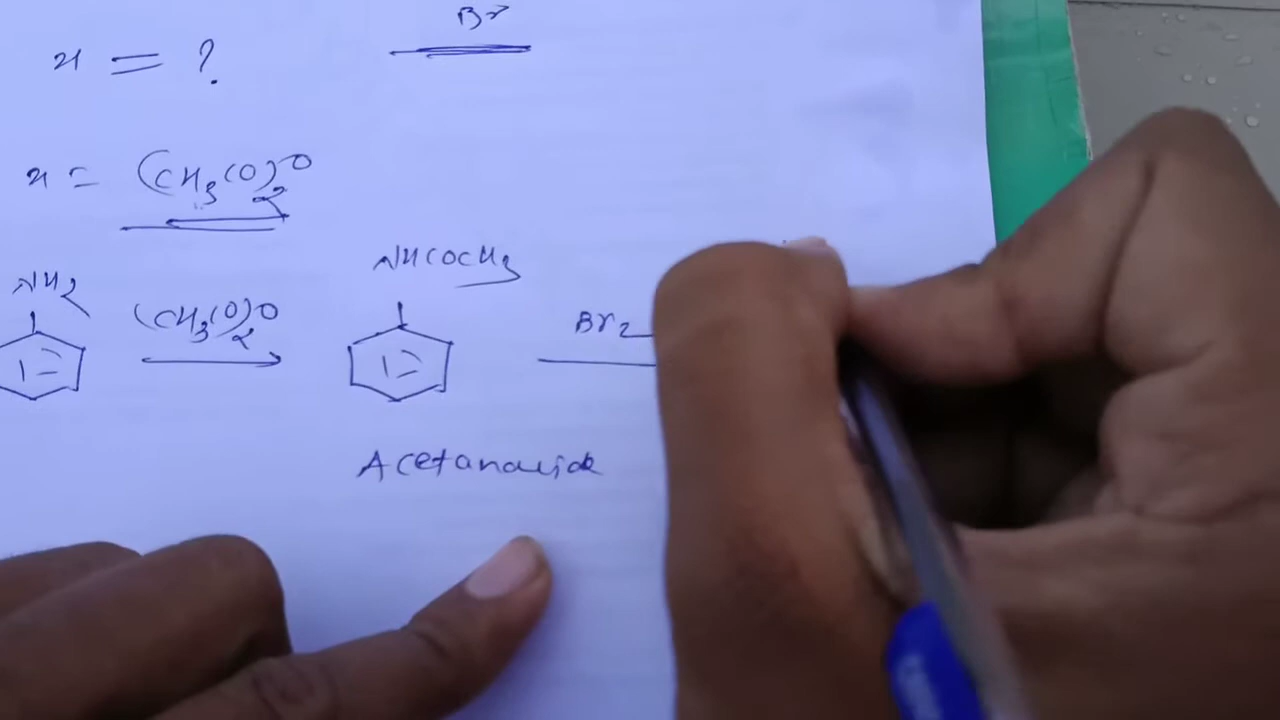 Br
x = ?
x = (CH3CO)2O
NHCOCH3
NH2
(CH3CO)2O
Br2
Acetanalide